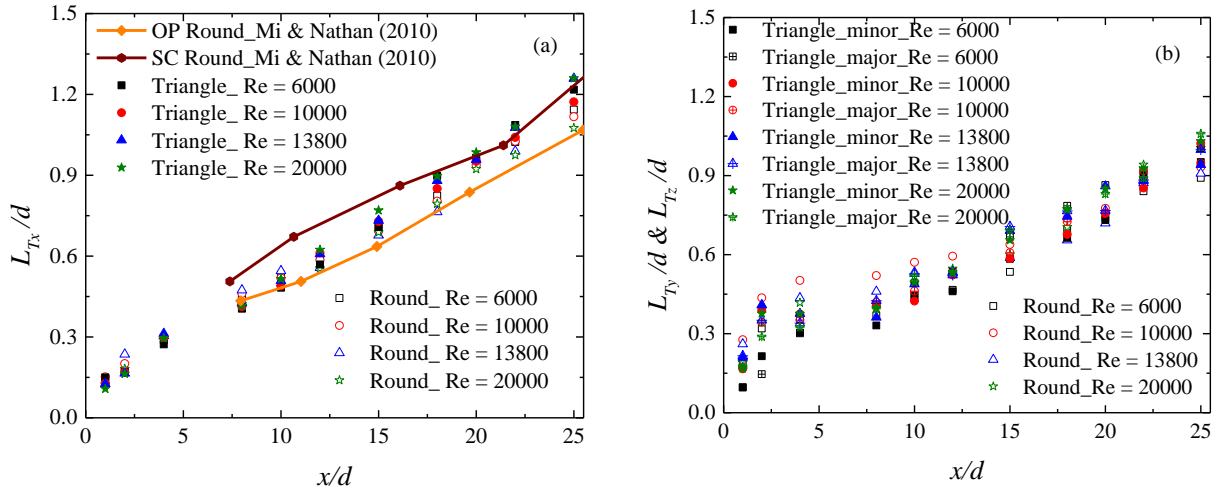 1.5
1.2
0.9
0.6
0.3
0.0
L_Tx/d
OP Round_Mi & Nathan (2010)
SC Round_Mi & Nathan (2010)
Triangle_ Re = 6000
Triangle_ Re = 10000
Triangle_ Re = 13800
Triangle_ Re = 20000
(a)
Round_ Re = 6000
Round_ Re = 10000
Round_ Re = 13800
Round_ Re = 20000
0 5 10 15 20 25
x/d
1.5
1.2
0.9
0.6
0.3
0.0
L_Ty/d & L_Tz/d
Triangle_minor_Re = 6000
Triangle_major_Re = 6000
Triangle_minor_Re = 10000
Triangle_major_Re = 10000
Triangle_minor_Re = 13800
Triangle_major_Re = 13800
Triangle_minor_Re = 20000
Triangle_major_Re = 20000
(b)
Round_Re = 6000
Round_Re = 10000
Round_ Re = 13800
Round_Re = 20000
0 5 10 15 20 25
x/d